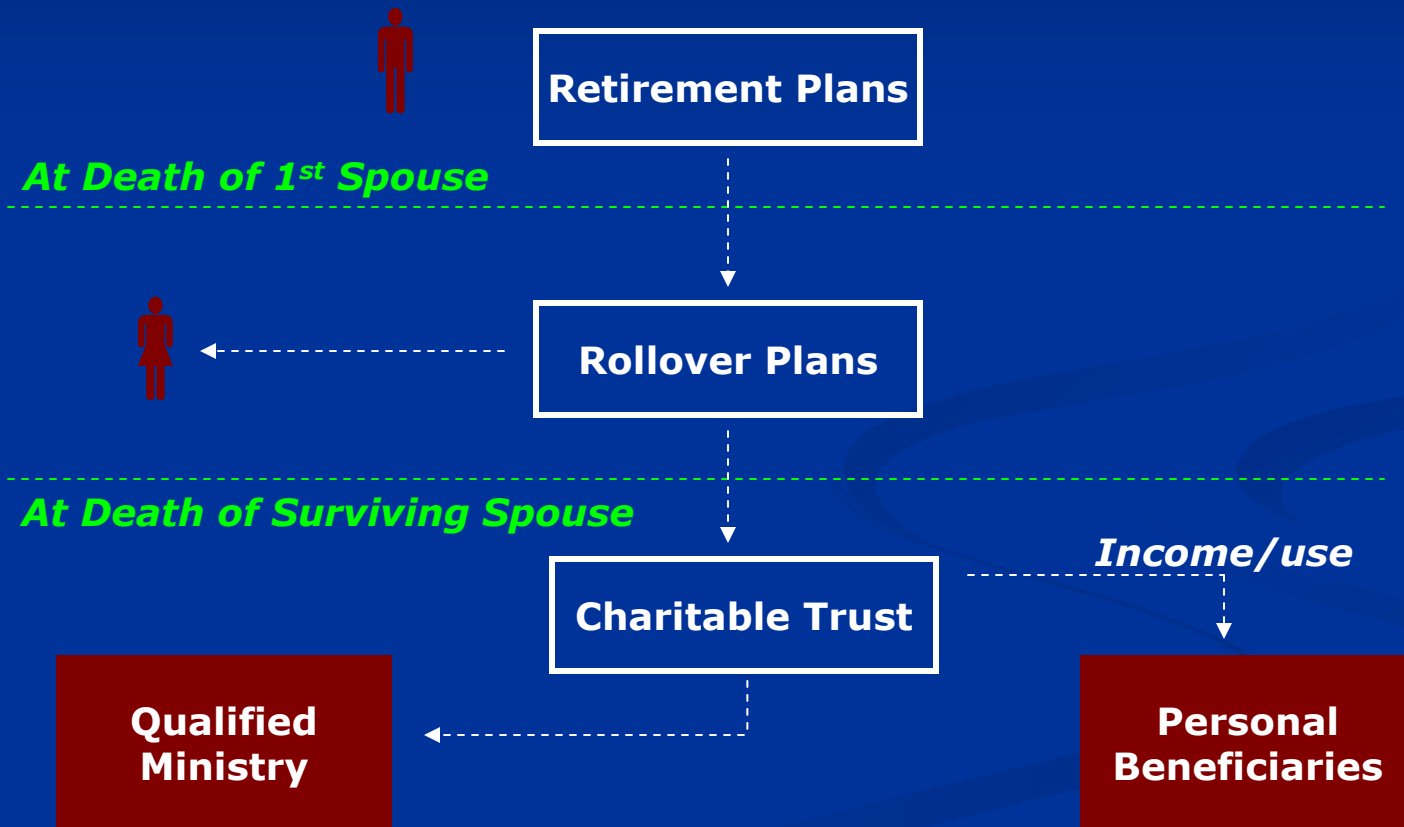 Retirement Plans
At Death of 1st Spouse
Rollover Plans
At Death of Surviving Spouse
Income/use
Charitable Trust
Qualified
Ministry
Personal
Beneficiaries